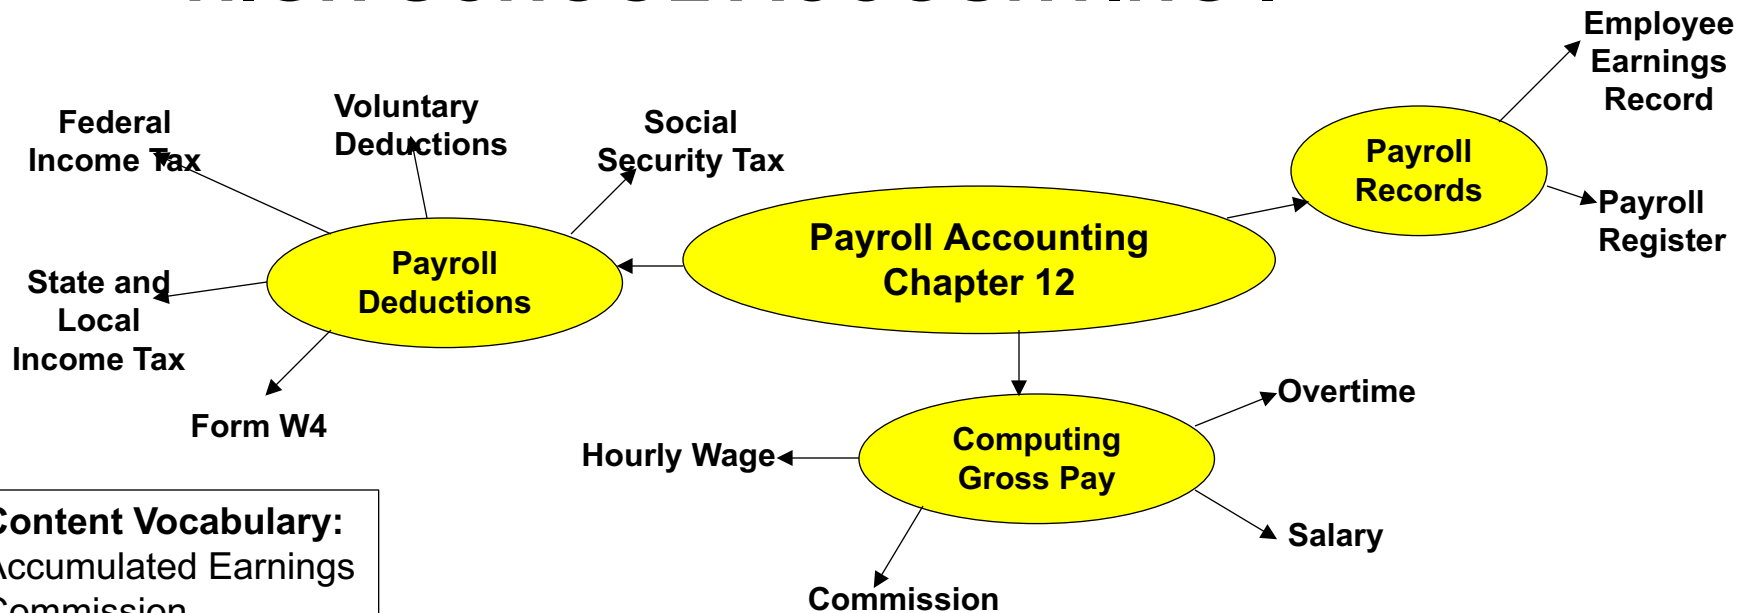 Employee
Earnings
Record
Voluntary
Deductions
Federal
Income Tax
Social
Security Tax
Payroll
Records
Payroll
Register
Payroll Accounting
Chapter 12
Payroll
Deductions
State and
Local
Income Tax
Form W4
Overtime
Computing
Gross Pay
Hourly Wage
Salary
Commission
Content Vocabulary:
Accumulated Earnings
Commission